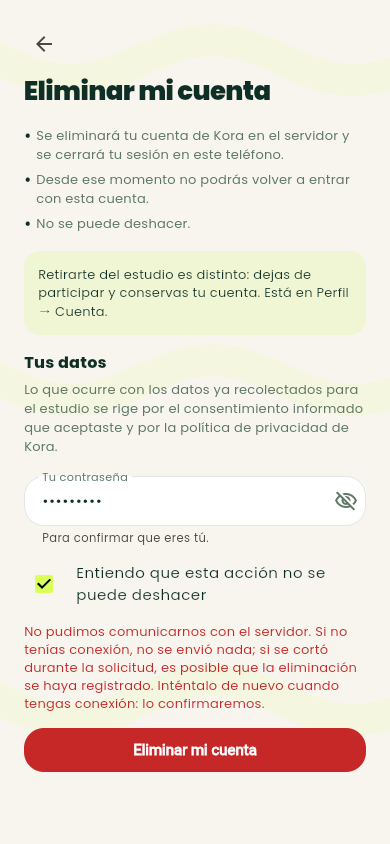 Eliminar mi cuenta
• Se eliminará tu cuenta de Kora en el servidor y
se cerrará tu sesión en este teléfono.
• Desde ese momento no podrás volver a entrar
con esta cuenta.
• No se puede deshacer.
Retirarte del estudio es distinto: dejas de
participar y conservas tu cuenta. Está en Perfil
→ Cuenta.
Tus datos
Lo que ocurre con los datos ya recolectados para
el estudio se rige por el consentimiento informado
que aceptaste y por la política de privacidad de
Kora.
Tu contraseña
•••••••••
Para confirmar que eres tú.
Entiendo que esta acción no se
puede deshacer
No pudimos comunicarnos con el servidor. Si no
tenías conexión, no se envió nada; si se cortó
durante la solicitud, es posible que la eliminación
se haya registrado. Inténtalo de nuevo cuando
tengas conexión: lo confirmaremos.
Eliminar mi cuenta